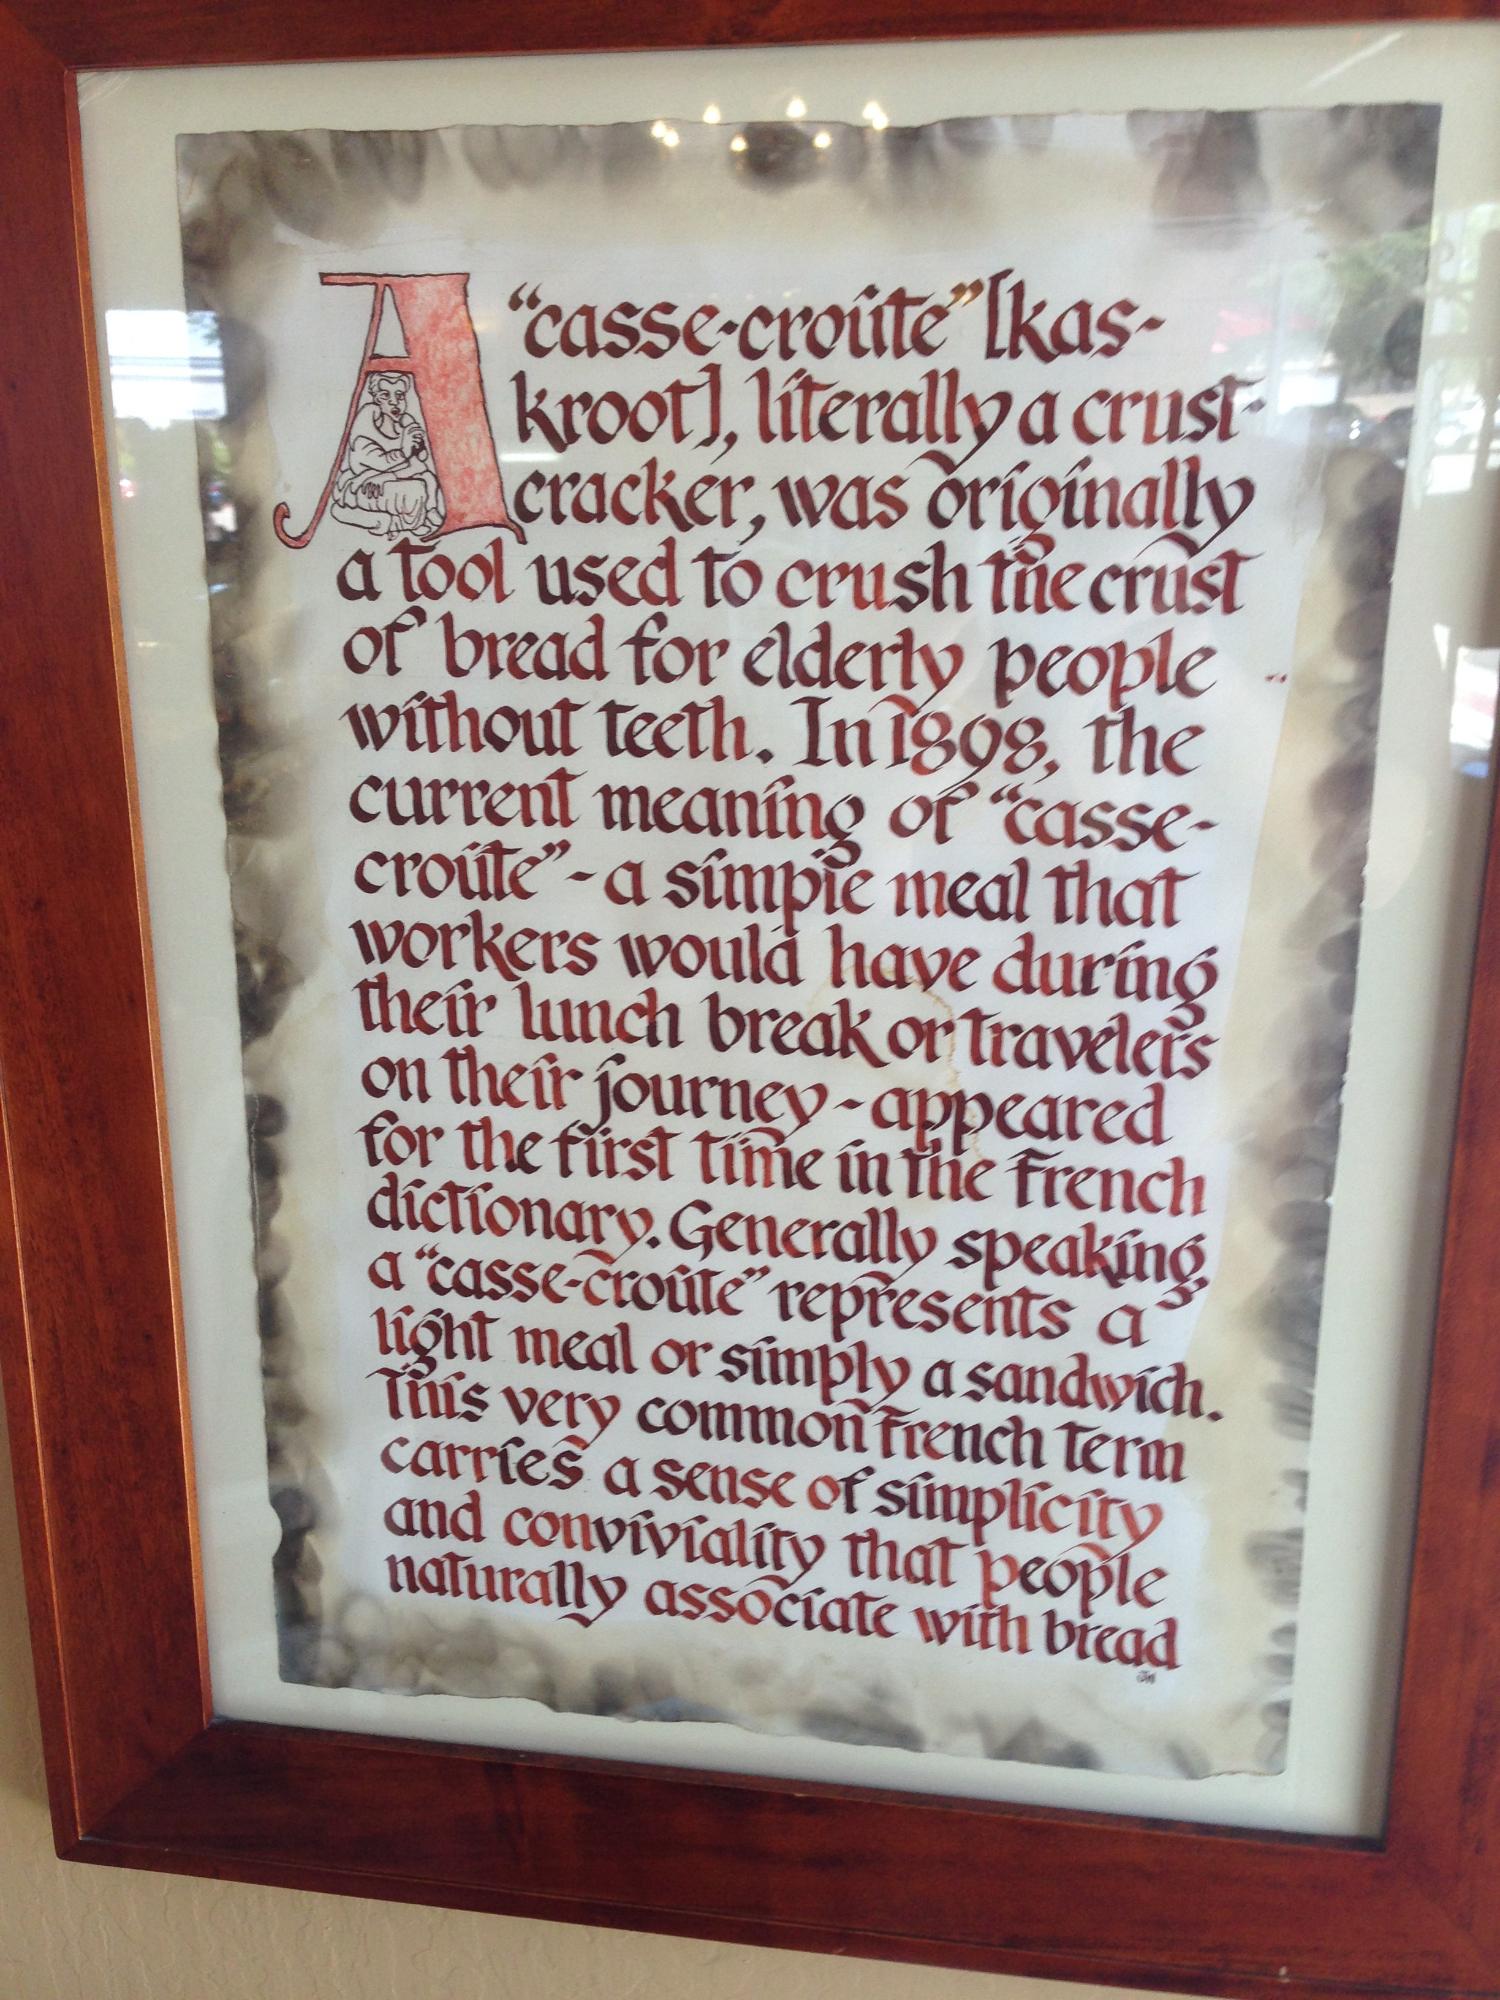 A "casse-croûte" [kas-
kroot], literally a crust-
cracker, was originally
a tool used to crush the crust
of bread for elderly people
without teeth. In 1898, the
current meaning of "casse-
croûte" - a simple meal that
workers would have during
their lunch break or travelers
on their journey - appeared
for the first time in the French
dictionary. Generally speaking
a "casse-croûte" represents a
light meal or simply a sandwich.
This very common French term
carries a sense of simplicity
and conviviality that people
naturally associate with bread